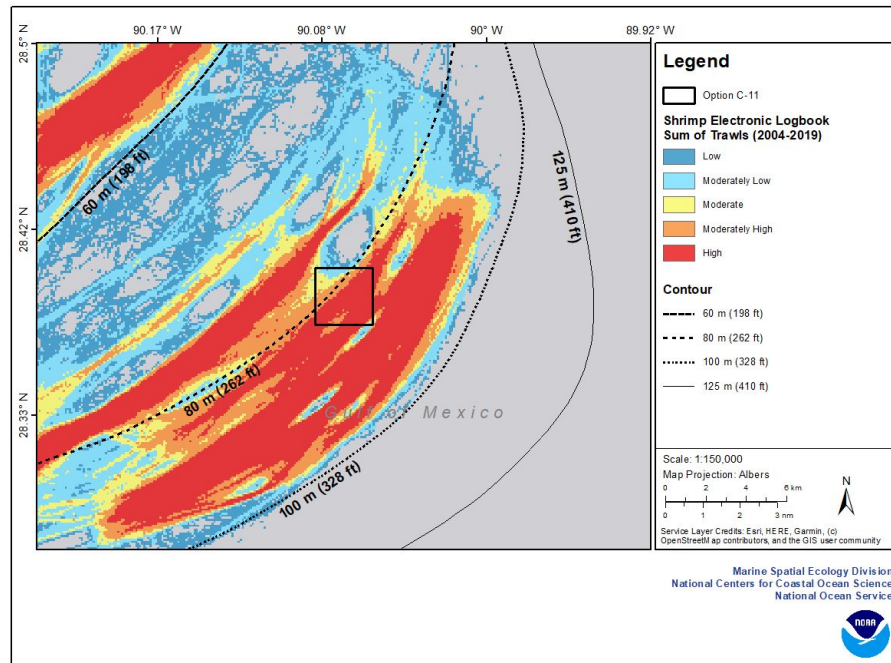 90.17°W
90.08°W
90°W
89.92°W
28.5° N
28.42°N
28.33°N
60 m (198 ft)
80 m (262 ft)
100 m (328 ft)
125 m (410 ft)
Gulf of Mexico
Legend
Option C-11
Shrimp Electronic Logbook
Sum of Trawls (2004-2019)
Low
Moderately Low
Moderate
Moderately High
High
Contour
60 m (198 ft)
80 m (262 ft)
100 m (328 ft)
125 m (410 ft)
Scale: 1:150,000
Map Projection: Albers
0 2 4 6 km
0 1 2 3 nm
N
Service Layer Credits: Esri, HERE, Garmin, (c)
OpenStreetMap contributors, and the GIS user community
Marine Spatial Ecology Division
National Centers for Coastal Ocean Science
National Ocean Service
NOAA